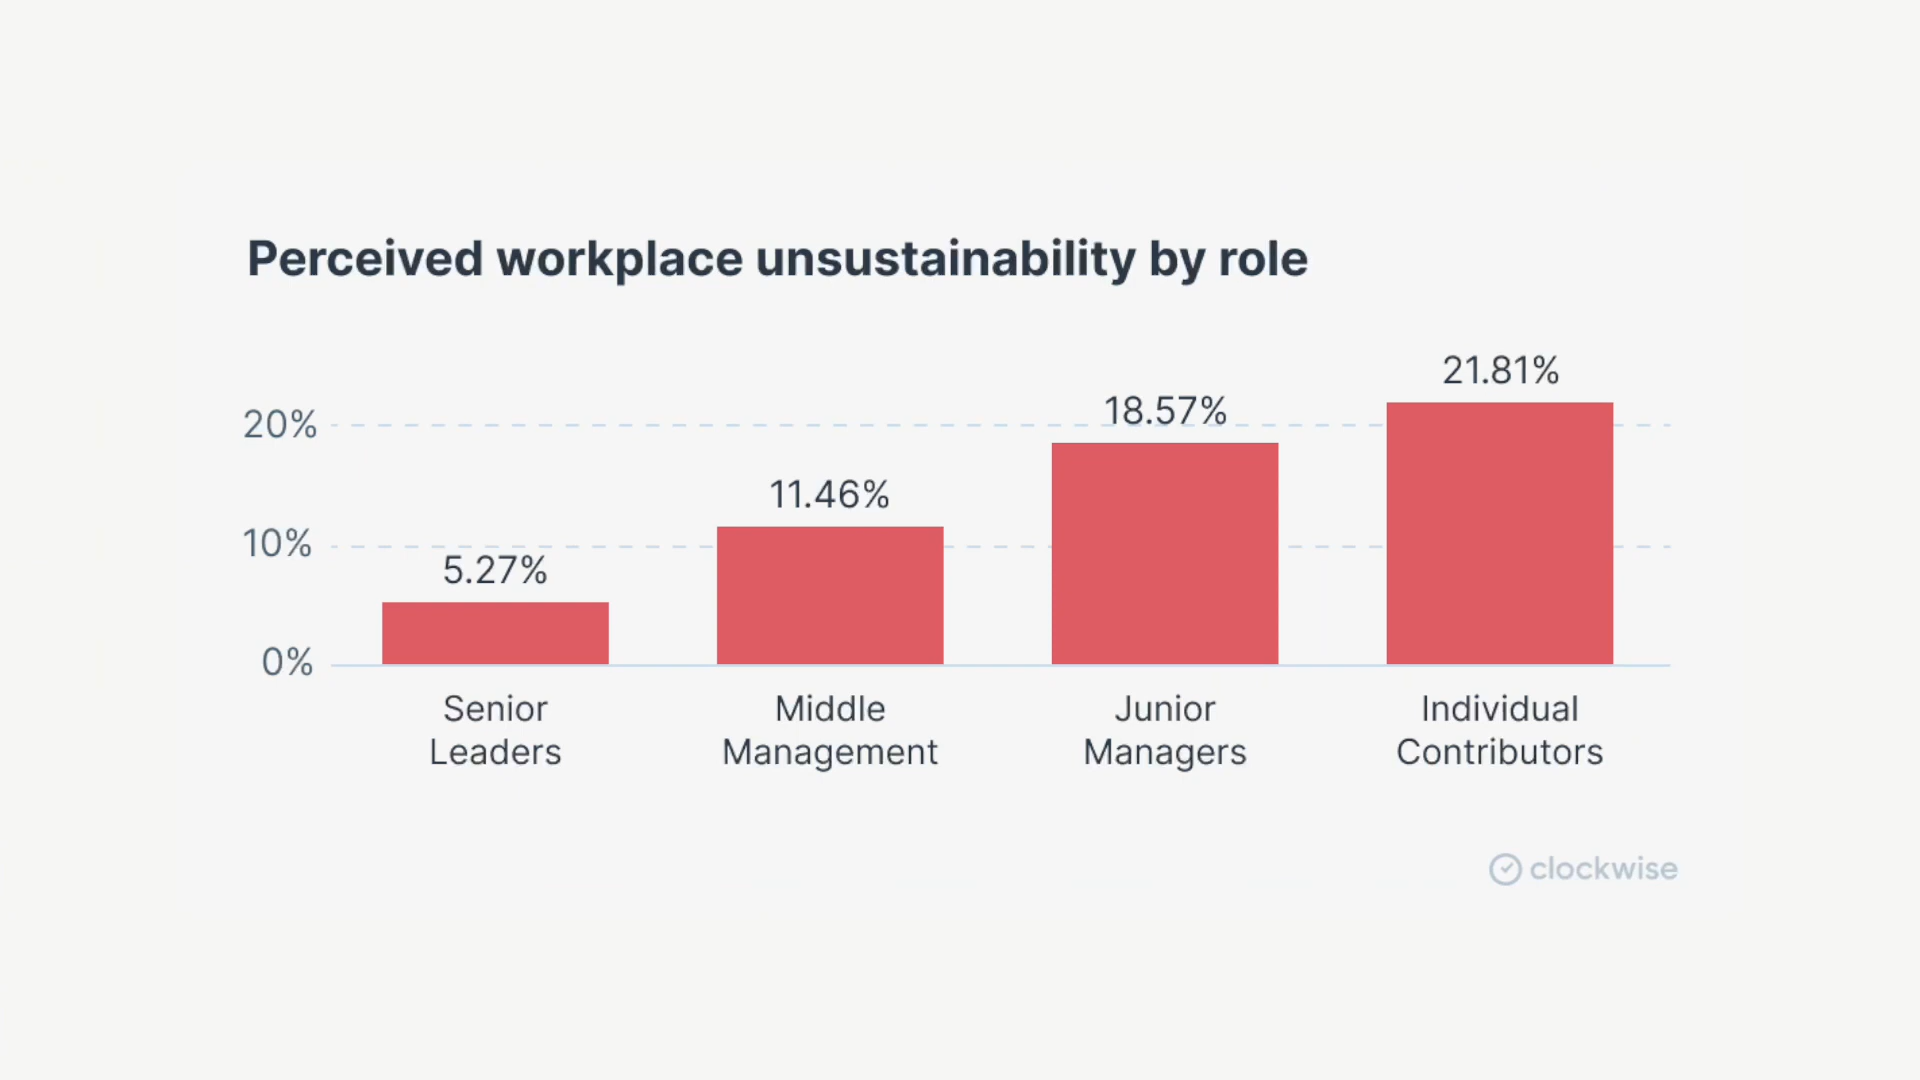 Perceived workplace unsustainability by role
21.81%
18.57%
20%
11.46%
10%
5.27%
0%
Senior
Leaders
Middle
Management
Junior
Managers
Individual
Contributors
clockwise